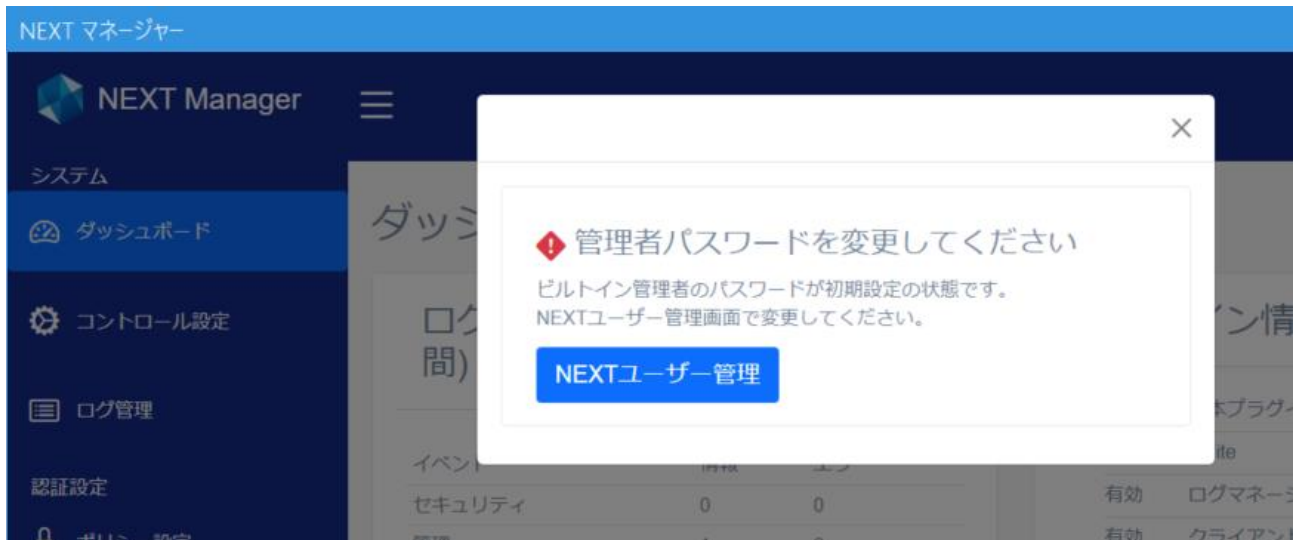 NEXT マネージャー
NEXT Manager
システム
ダッシュボード
コントロール設定
ログ管理
認証設定
ダッシ
管理者パスワードを変更してください
ビルトイン管理者のパスワードが初期設定の状態です。
NEXTユーザー管理画面で変更してください。
NEXTユーザー管理
ログ
間)
イベント
セキュリティ 0 0
イン情
本プラグイ
ite
有効 ログマネージ
有効 クライアント